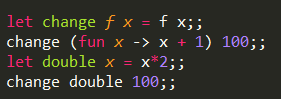 let change f x = f x;;
change (fun x -> x + 1) 100;;
let double x = x*2;;
change double 100;;